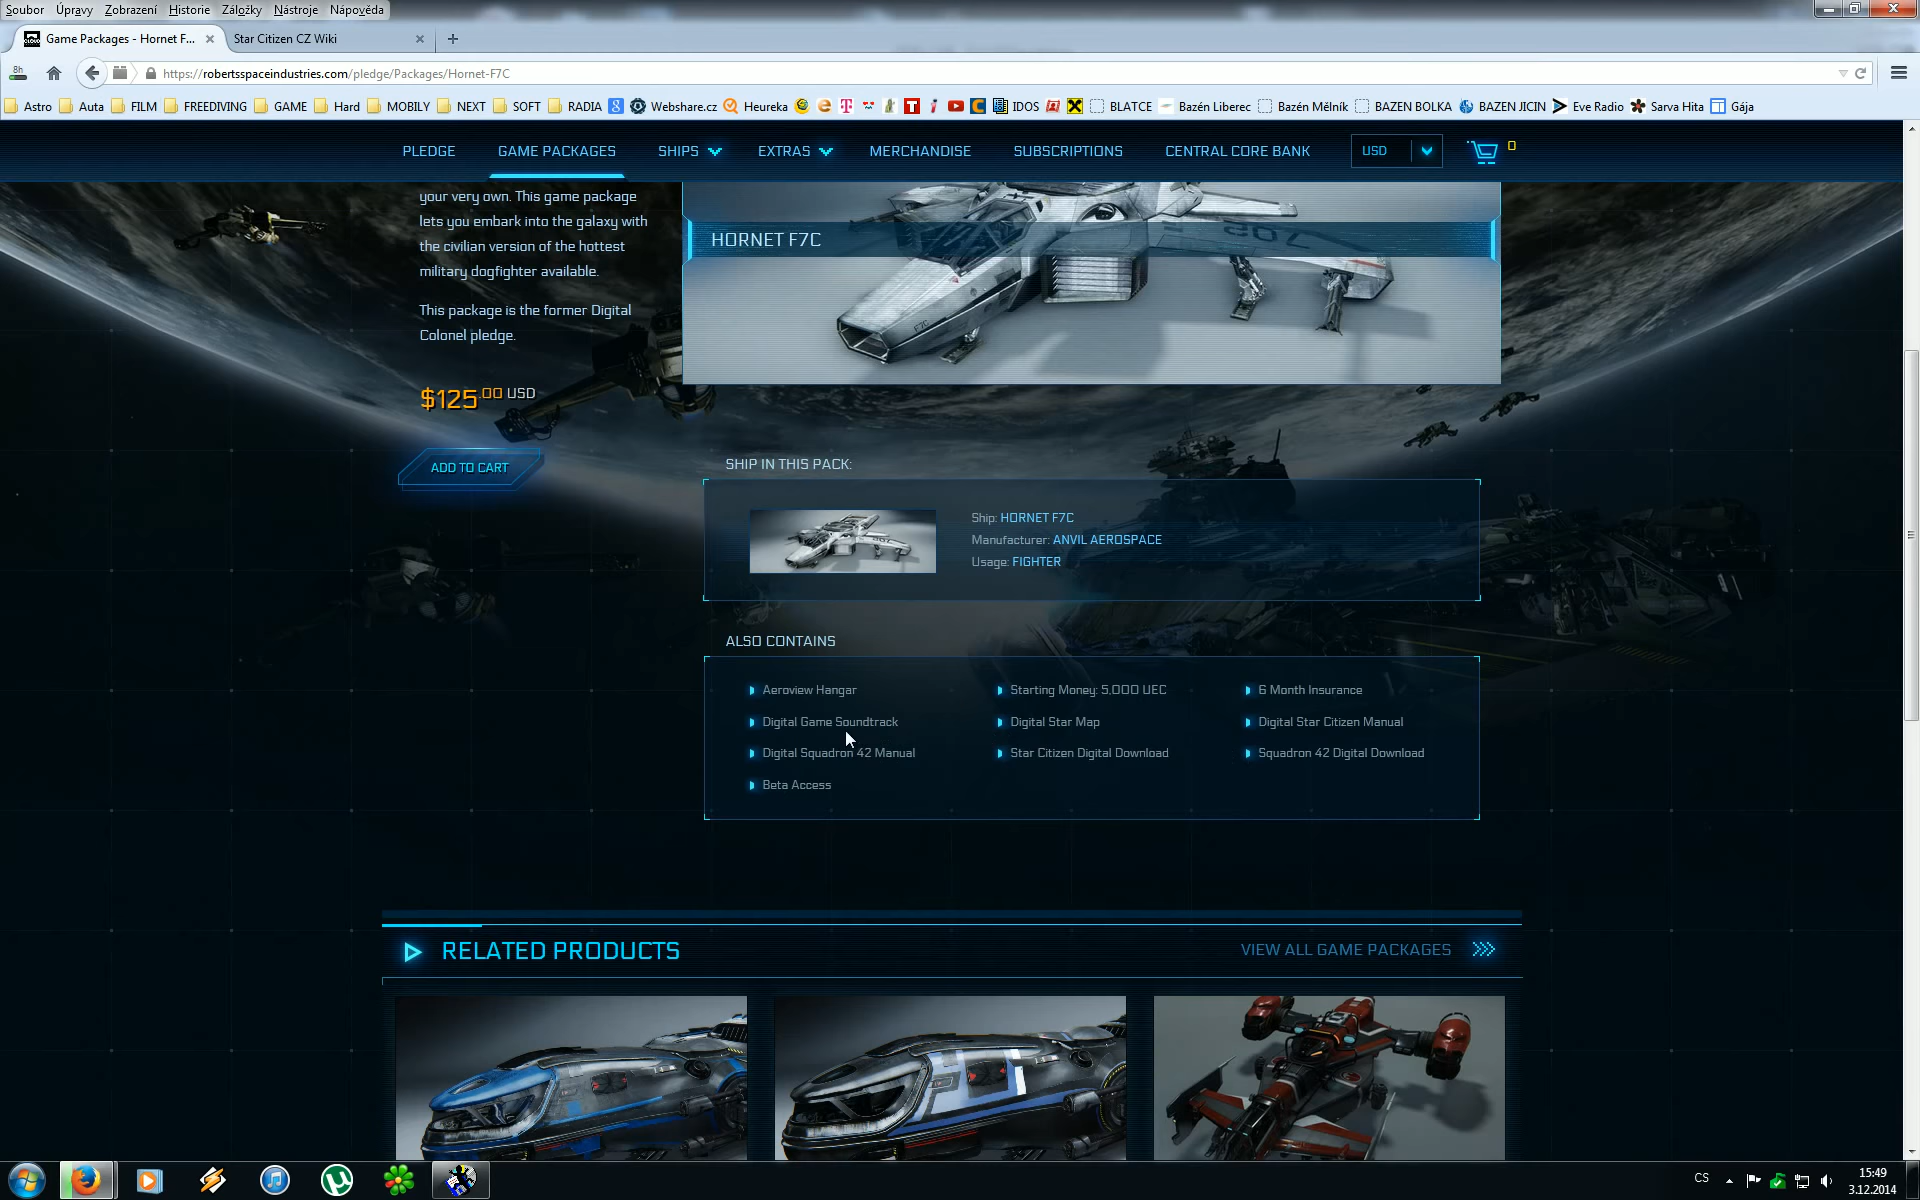 Soubor Úpravy Zobrazení Historie Záložky Nástroje Nápověda
Game Packages - Hornet F... Star Citizen CZ Wiki
8h
https://robertsspaceindustries.com/pledge/Packages/Hornet-F7C
Astro Auta FILM FREEDIVING GAME Hard MOBILY NEXT SOFT RADIA Webshare.cz Heureka IDOS BLATCE Bazén Liberec Bazén Mělník BAZEN BOLKA BAZEN JICIN Eve Radio Sarva Hita Gája
PLEDGE GAME PACKAGES SHIPS EXTRAS MERCHANDISE SUBSCRIPTIONS CENTRAL CORE BANK USD 0
your very own. This game package
lets you embark into the galaxy with
the civilian version of the hottest
military dogfighter available.
This package is the former Digital
Colonel pledge.
$125.00 USD
ADD TO CART
HORNET F7C
SHIP IN THIS PACK:
Ship: HORNET F7C
Manufacturer: ANVIL AEROSPACE
Usage: FIGHTER
ALSO CONTAINS
Aeroview Hangar Starting Money: 5,000 UEC 6 Month Insurance
Digital Game Soundtrack Digital Star Map Digital Star Citizen Manual
Digital Squadron 42 Manual Star Citizen Digital Download Squadron 42 Digital Download
Beta Access
RELATED PRODUCTS VIEW ALL GAME PACKAGES
CS 15:49
3.12.2014